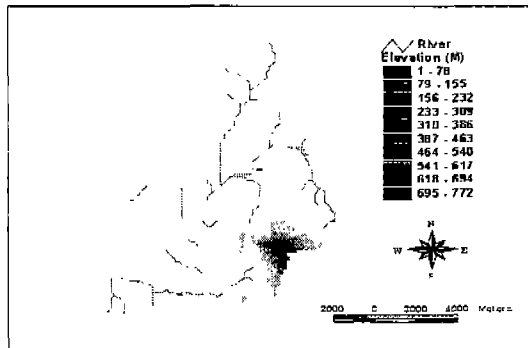 River
Elevation (M)
1 - 78
79 - 155
156 - 232
233 - 309
310 - 386
387 - 463
464 - 540
541 - 617
618 - 694
695 - 772
N
W E
S
2000 0 2000 4000 Meters